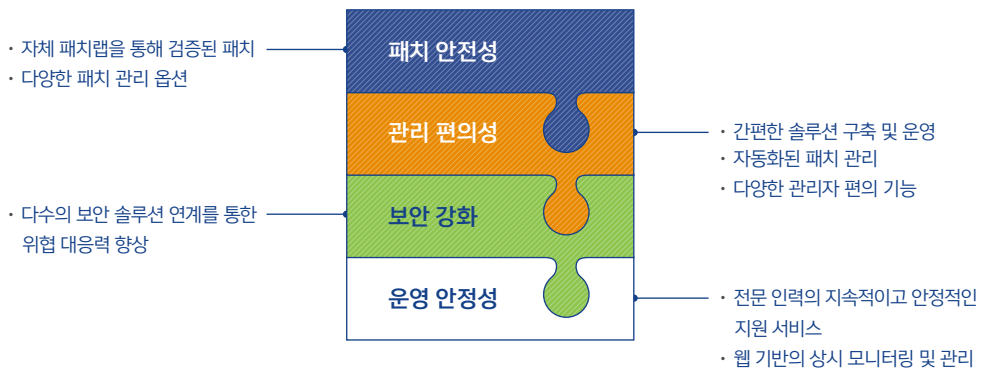 패치 안전성
· 자체 패치랩을 통해 검증된 패치
· 다양한 패치 관리 옵션
관리 편의성
· 간편한 솔루션 구축 및 운영
· 자동화된 패치 관리
· 다양한 관리자 편의 기능
보안 강화
· 다수의 보안 솔루션 연계를 통한
위협 대응력 향상
운영 안정성
· 전문 인력의 지속적이고 안정적인
지원 서비스
· 웹 기반의 상시 모니터링 및 관리